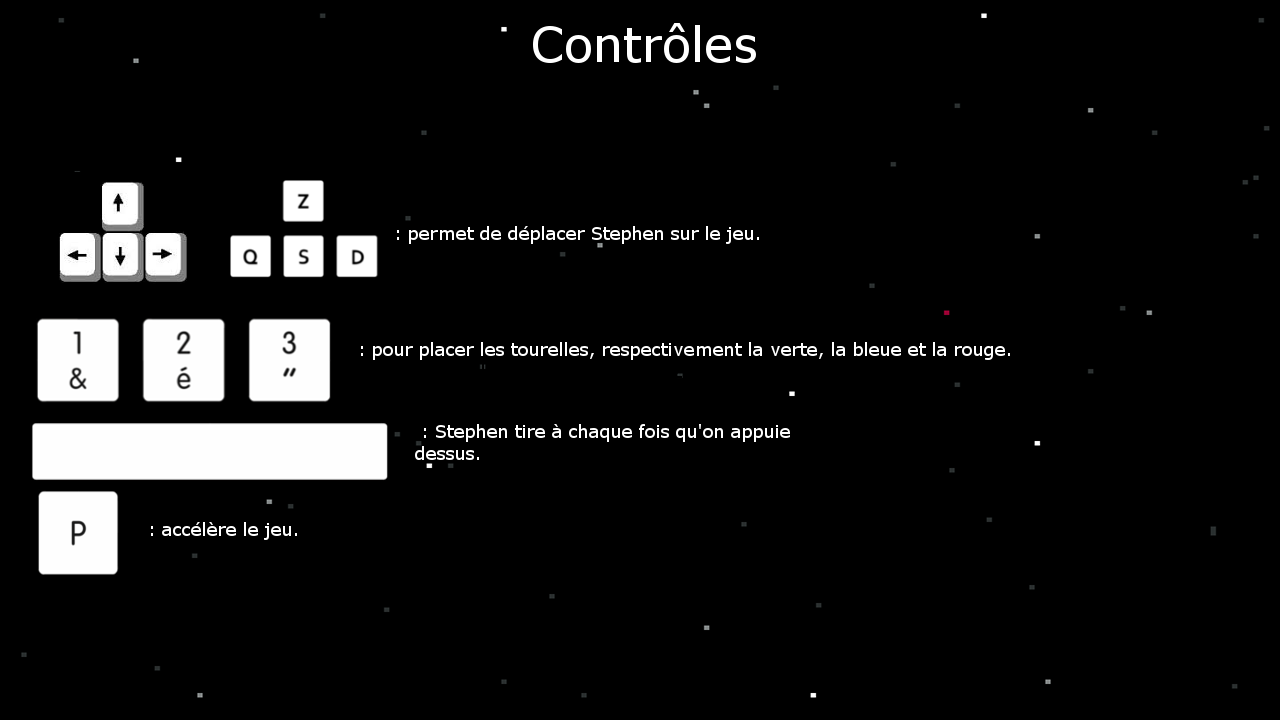 Contrôles
↑
← ↓ →
Z
Q S D
: permet de déplacer Stephen sur le jeu.
1 2 3
& é "
: pour placer les tourelles, respectivement la verte, la bleue et la rouge.
: Stephen tire à chaque fois qu'on appuie
dessus.
P
: accélère le jeu.